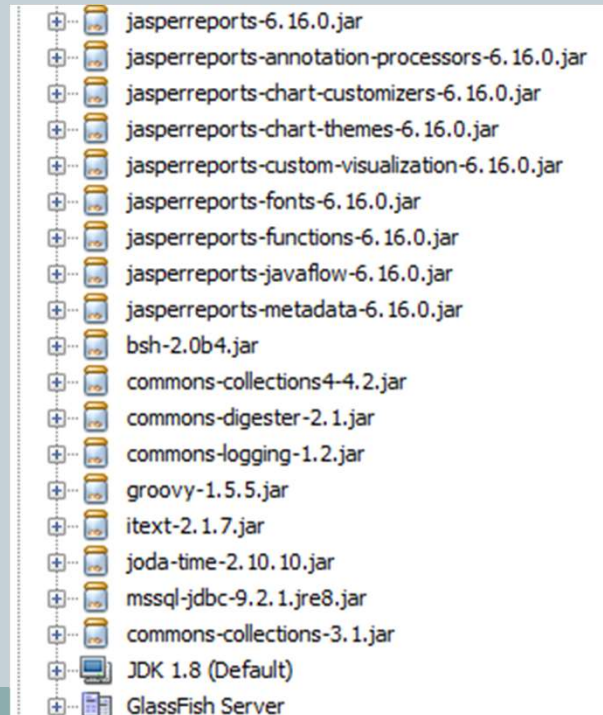 jasperreports-6.16.0.jar
jasperreports-annotation-processors-6.16.0.jar
jasperreports-chart-customizers-6.16.0.jar
jasperreports-chart-themes-6.16.0.jar
jasperreports-custom-visualization-6.16.0.jar
jasperreports-fonts-6.16.0.jar
jasperreports-functions-6.16.0.jar
jasperreports-javaflow-6.16.0.jar
jasperreports-metadata-6.16.0.jar
bsh-2.0b4.jar
commons-collections4-4.2.jar
commons-digester-2.1.jar
commons-logging-1.2.jar
groovy-1.5.5.jar
itext-2.1.7.jar
joda-time-2.10.10.jar
mssql-jdbc-9.2.1.jre8.jar
commons-collections-3.1.jar
JDK 1.8 (Default)
GlassFish Server